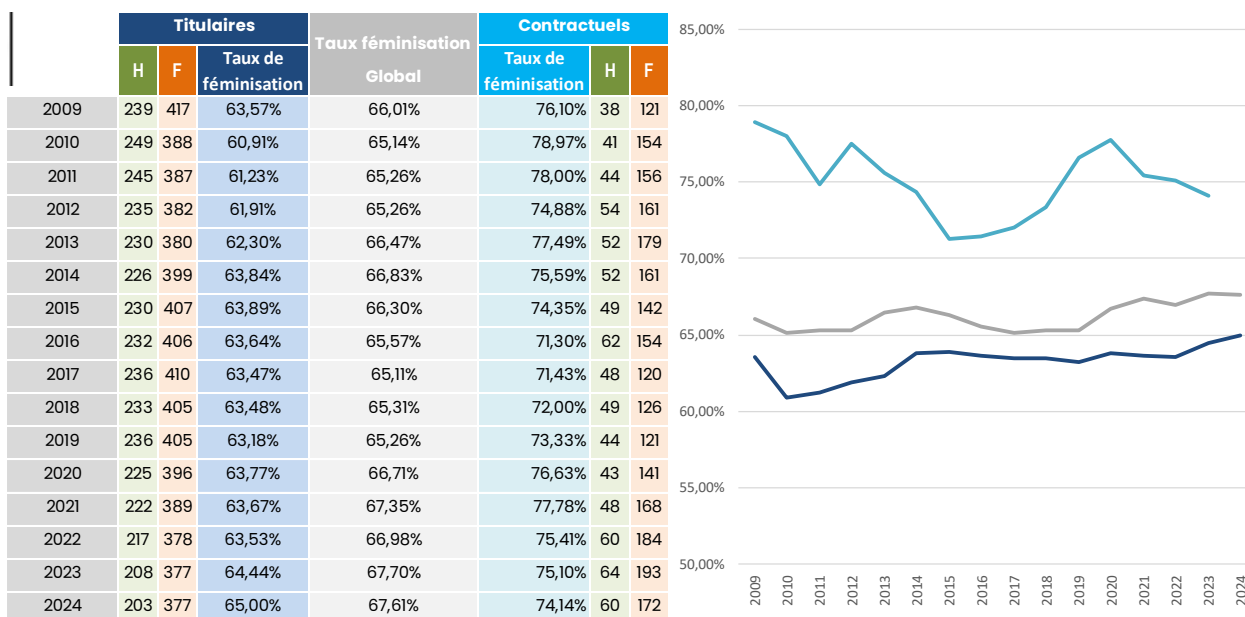 Titulaires Taux féminisation Global Contractuels
H F Taux de féminisation Taux de féminisation H F
2009 239 417 63,57% 66,01% 76,10% 38 121
2010 249 388 60,91% 65,14% 78,97% 41 154
2011 245 387 61,23% 65,26% 78,00% 44 156
2012 235 382 61,91% 65,26% 74,88% 54 161
2013 230 380 62,30% 66,47% 77,49% 52 179
2014 226 399 63,84% 66,83% 75,59% 52 161
2015 230 407 63,89% 66,30% 74,35% 49 142
2016 232 406 63,64% 65,57% 71,30% 62 154
2017 236 410 63,47% 65,11% 71,43% 48 120
2018 233 405 63,48% 65,31% 72,00% 49 126
2019 236 405 63,18% 65,26% 73,33% 44 121
2020 225 396 63,77% 66,71% 76,63% 43 141
2021 222 389 63,67% 67,35% 77,78% 48 168
2022 217 378 63,53% 66,98% 75,41% 60 184
2023 208 377 64,44% 67,70% 75,10% 64 193
2024 203 377 65,00% 67,61% 74,14% 60 172
85,00%
80,00%
75,00%
70,00%
65,00%
60,00%
55,00%
50,00%
2009 2010 2011 2012 2013 2014 2015 2016 2017 2018 2019 2020 2021 2022 2023 2024